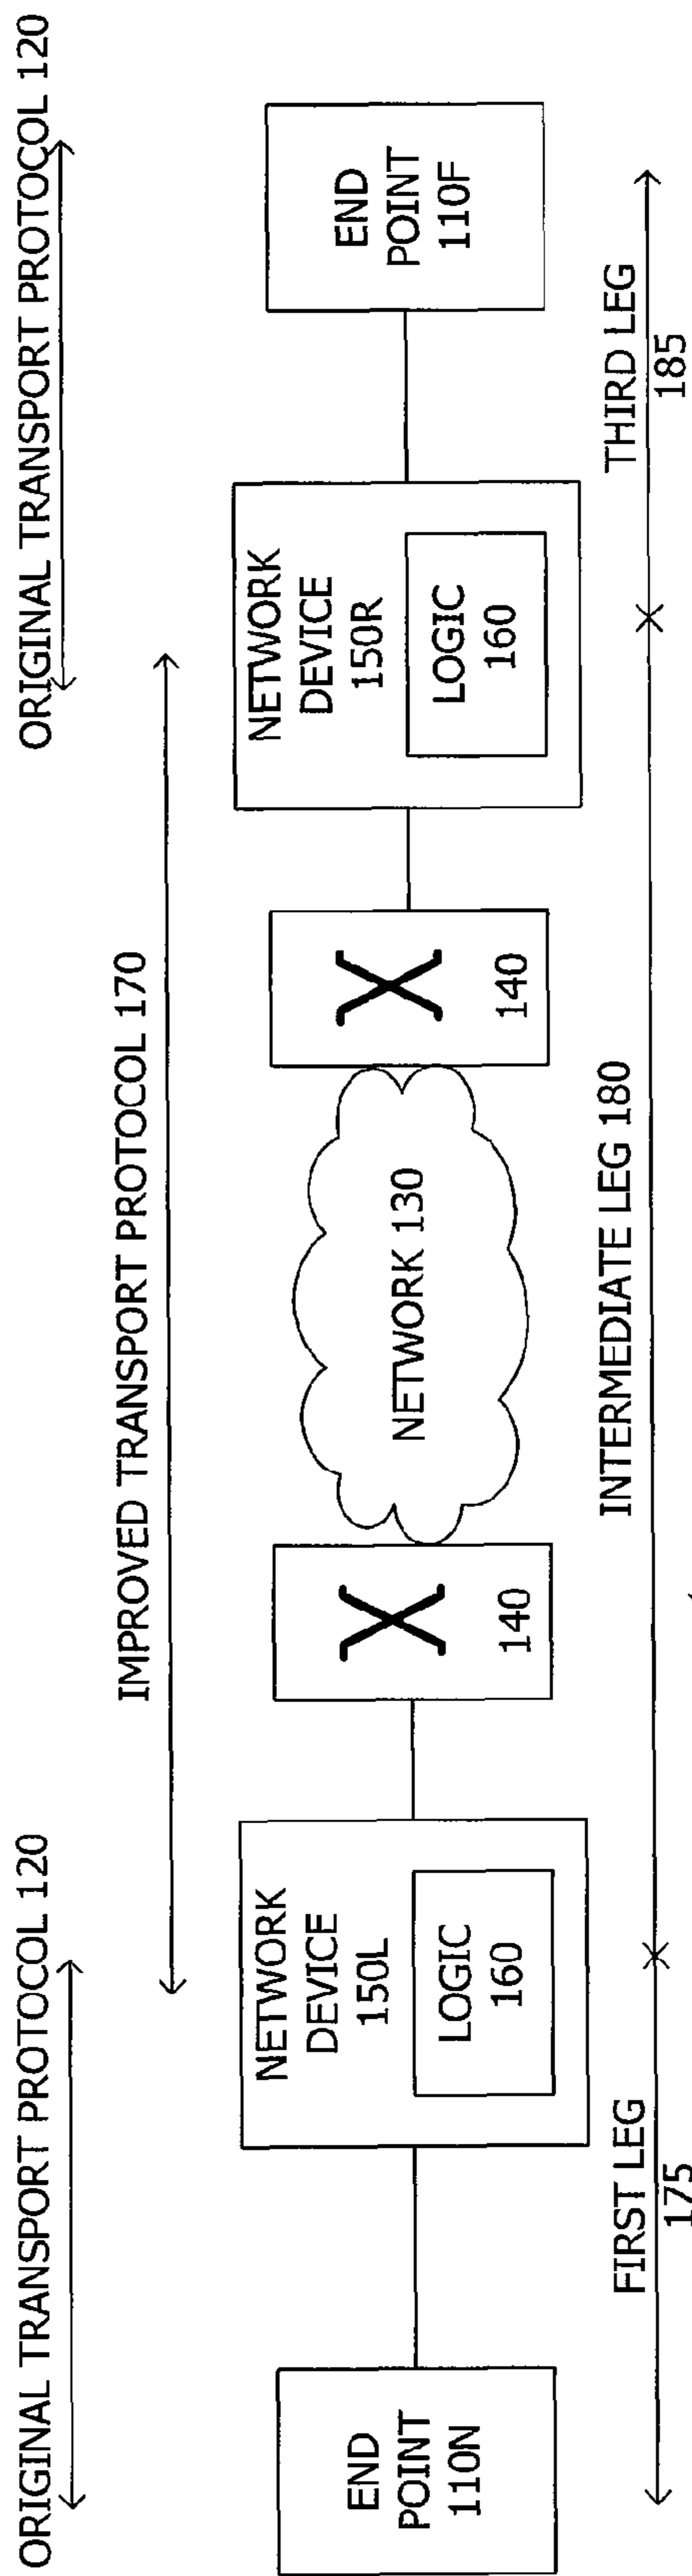 ORIGINAL TRANSPORT PROTOCOL 120
ORIGINAL TRANSPORT PROTOCOL 120
IMPROVED TRANSPORT PROTOCOL 170
END
POINT
110N
NETWORK
DEVICE
150L
LOGIC
160
X
140
NETWORK 130
X
140
NETWORK
DEVICE
150R
LOGIC
160
END
POINT
110F
FIRST LEG
175
INTERMEDIATE LEG 180
THIRD LEG
185